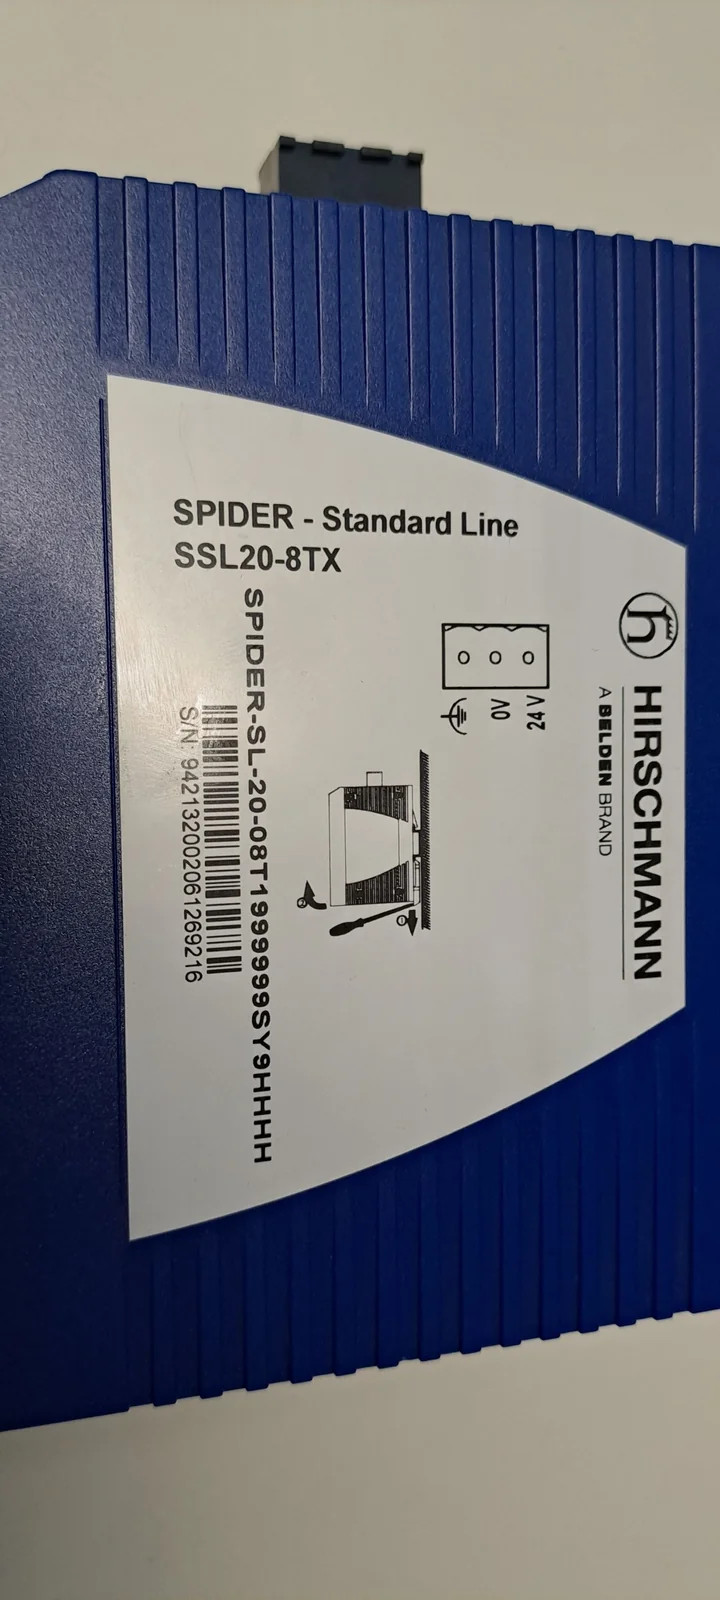 SPIDER - Standard Line
SSL20-8TX
HIRSCHMANN
A BELDEN BRAND
24 V
0V
SPIDER-SL-20-08T1999999SY9HHHH
S/N: 942132002061269216